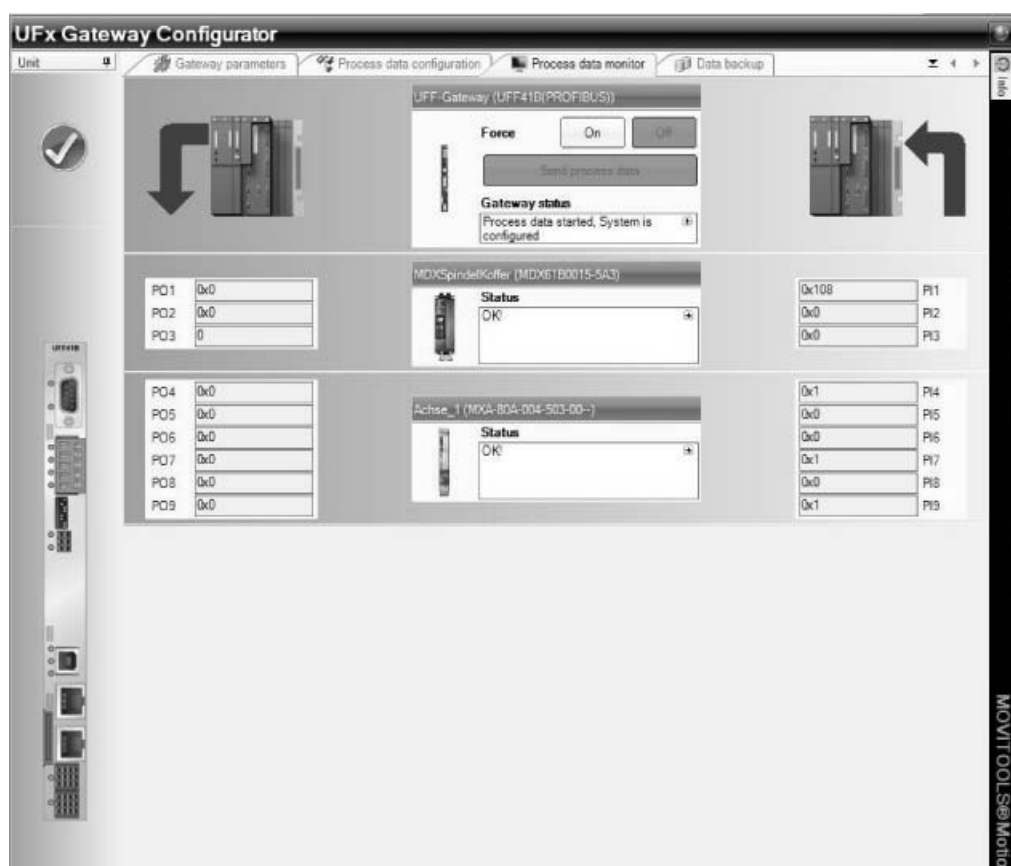 UFx Gateway Configurator
Unit
Gateway parameters
Process data configuration
Process data monitor
Data backup
Info
UFF-Gateway (UFF41B(PROFIBUS))
Force
On
Off
Send process data
Gateway status
Process data started, System is
configured
MDXSpindelKoffer (MDX61B0015-5A3)
Status
OK!
PO1 0x0
PO2 0x0
PO3 0
0x108 PI1
0x0 PI2
0x0 PI3
UFF41B
Achse_1 (MXA-80A-004-503-00--)
Status
OK!
PO4 0x0
PO5 0x0
PO6 0x0
PO7 0x0
PO8 0x0
PO9 0x0
0x1 PI4
0x0 PI5
0x0 PI6
0x1 PI7
0x0 PI8
0x1 PI9
MOVITOOLS®Motio